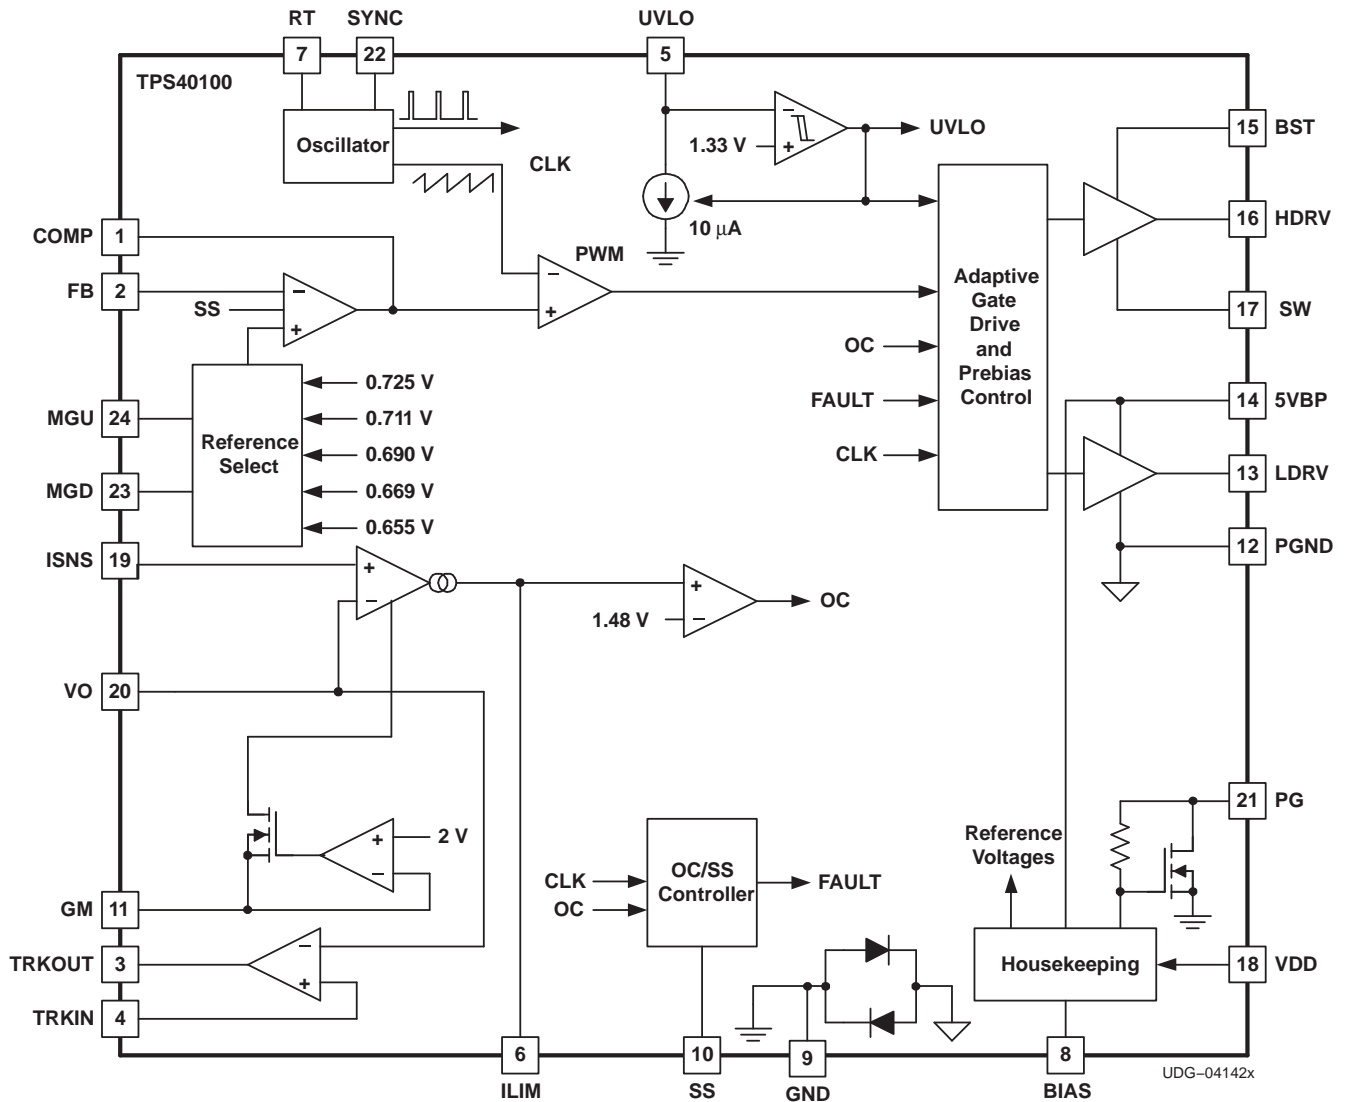 RT SYNC UVLO
7 22 5
TPS40100
Oscillator
CLK
1.33 V
−
+
UVLO
10 µA
15 BST
COMP 1
16 HDRV
PWM
−
+
FB 2
SS
−
+
Adaptive
Gate
Drive
and
Prebias
Control
17 SW
OC
FAULT
CLK
0.725 V
0.711 V
0.690 V
0.669 V
0.655 V
MGU 24
Reference
Select
MGD 23
14 5VBP
13 LDRV
12 PGND
ISNS 19
+
−
1.48 V
+
−
OC
VO 20
2 V
+
−
GM 11
TRKOUT 3
−
+
TRKIN 4
CLK
OC
OC/SS
Controller
FAULT
Reference
Voltages
21 PG
Housekeeping
18 VDD
6 10 9 8
ILIM SS GND BIAS
UDG−04142x